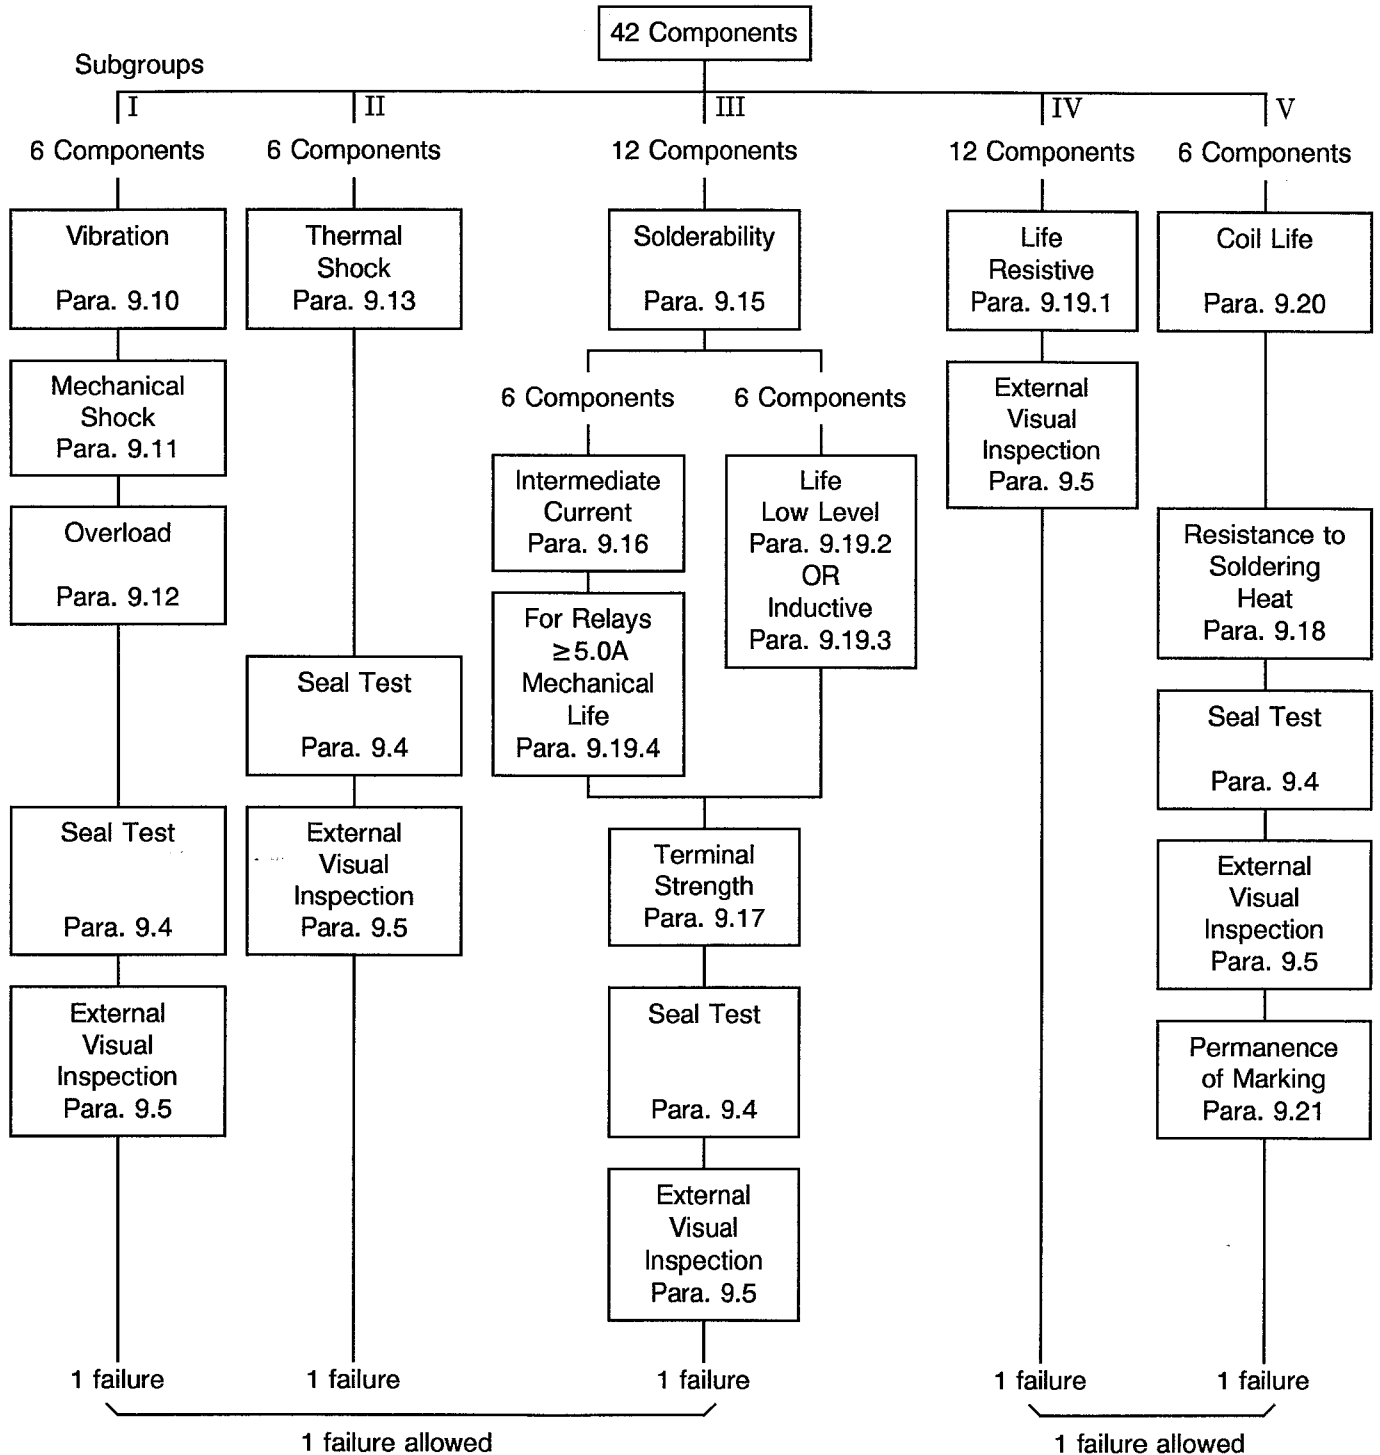 42 Components
Subgroups
I
II
III
IV
V
6 Components
6 Components
12 Components
12 Components
6 Components
Vibration
Para. 9.10
Mechanical
Shock
Para. 9.11
Overload
Para. 9.12
Seal Test
Para. 9.4
External
Visual
Inspection
Para. 9.5
Thermal
Shock
Para. 9.13
Seal Test
Para. 9.4
External
Visual
Inspection
Para. 9.5
Solderability
Para. 9.15
6 Components
6 Components
Intermediate
Current
Para. 9.16
For Relays
≥5.0A
Mechanical
Life
Para. 9.19.4
Life
Low Level
Para. 9.19.2
OR
Inductive
Para. 9.19.3
Terminal
Strength
Para. 9.17
Seal Test
Para. 9.4
External
Visual
Inspection
Para. 9.5
Life
Resistive
Para. 9.19.1
External
Visual
Inspection
Para. 9.5
Coil Life
Para. 9.20
Resistance to
Soldering
Heat
Para. 9.18
Seal Test
Para. 9.4
External
Visual
Inspection
Para. 9.5
Permanence
of Marking
Para. 9.21
1 failure
1 failure
1 failure
1 failure
1 failure
1 failure allowed
1 failure allowed